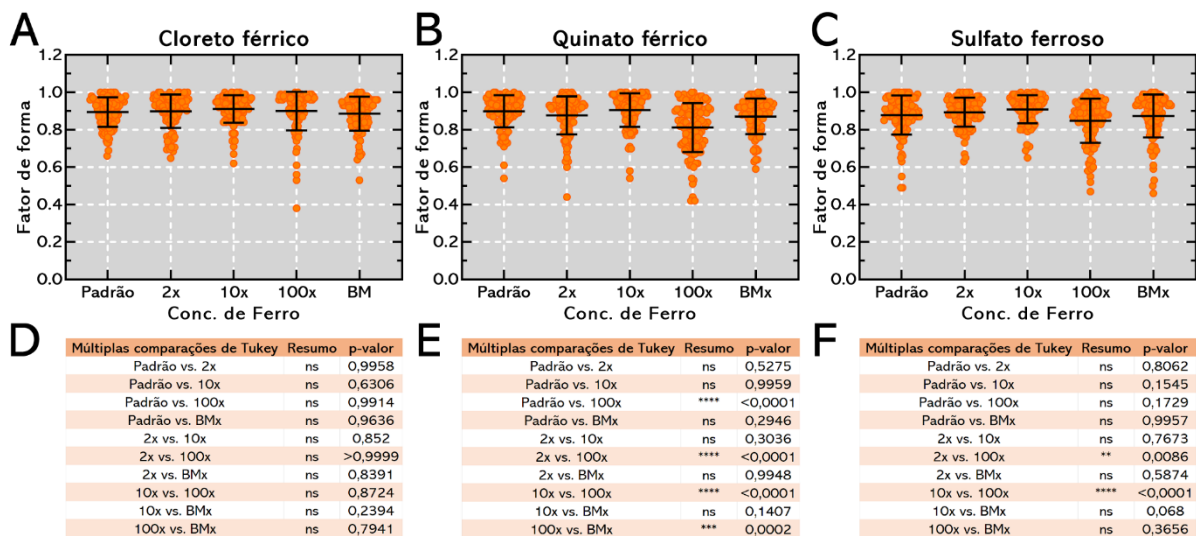 A
Cloreto férrico
Fator de forma
1.2
1.0
0.8
0.6
0.4
0.2
0.0
Padrão 2x 10x 100x BM
Conc. de Ferro
B
Quinato férrico
Fator de forma
1.2
1.0
0.8
0.6
0.4
0.2
0.0
Padrão 2x 10x 100x BMx
Conc. de Ferro
C
Sulfato ferroso
Fator de forma
1.2
1.0
0.8
0.6
0.4
0.2
0.0
Padrão 2x 10x 100x BMx
Conc. de Ferro
D
Múltiplas comparações de Tukey Resumo p-valor
Padrão vs. 2x ns 0,9958
Padrão vs. 10x ns 0,6306
Padrão vs. 100x ns 0,9914
Padrão vs. BMx ns 0,9636
2x vs. 10x ns 0,852
2x vs. 100x ns >0,9999
2x vs. BMx ns 0,8391
10x vs. 100x ns 0,8724
10x vs. BMx ns 0,2394
100x vs. BMx ns 0,7941
E
Múltiplas comparações de Tukey Resumo p-valor
Padrão vs. 2x ns 0,5275
Padrão vs. 10x ns 0,9959
Padrão vs. 100x **** <0,0001
Padrão vs. BMx ns 0,2946
2x vs. 10x ns 0,3036
2x vs. 100x **** <0,0001
2x vs. BMx ns 0,9948
10x vs. 100x **** <0,0001
10x vs. BMx ns 0,1407
100x vs. BMx *** 0,0002
F
Múltiplas comparações de Tukey Resumo p-valor
Padrão vs. 2x ns 0,8062
Padrão vs. 10x ns 0,1545
Padrão vs. 100x ns 0,1729
Padrão vs. BMx ns 0,9957
2x vs. 10x ns 0,7673
2x vs. 100x ** 0,0086
2x vs. BMx ns 0,5874
10x vs. 100x **** <0,0001
10x vs. BMx ns 0,068
100x vs. BMx ns 0,3656